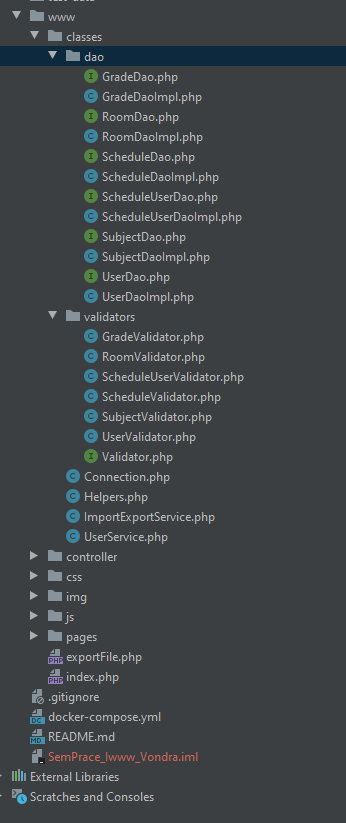 www
classes
dao
GradeDao.php
GradeDaoImpl.php
RoomDao.php
RoomDaoImpl.php
ScheduleDao.php
ScheduleDaoImpl.php
ScheduleUserDao.php
ScheduleUserDaoImpl.php
SubjectDao.php
SubjectDaoImpl.php
UserDao.php
UserDaoImpl.php
validators
GradeValidator.php
RoomValidator.php
ScheduleUserValidator.php
ScheduleValidator.php
SubjectValidator.php
UserValidator.php
Validator.php
Connection.php
Helpers.php
ImportExportService.php
UserService.php
controller
css
img
js
pages
exportFile.php
index.php
.gitignore
docker-compose.yml
README.md
SemPrace_Iwww_Vondra.iml
External Libraries
Scratches and Consoles